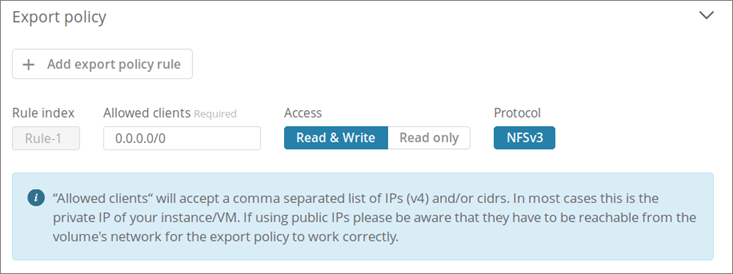 Export policy
+ Add export policy rule
Rule index Allowed clients Required Access Protocol
Rule-1 0.0.0.0/0 Read & Write Read only NFSv3
“Allowed clients” will accept a comma separated list of IPs (v4) and/or cidrs. In most cases this is the
private IP of your instance/VM. If using public IPs please be aware that they have to be reachable from the
volume's network for the export policy to work correctly.